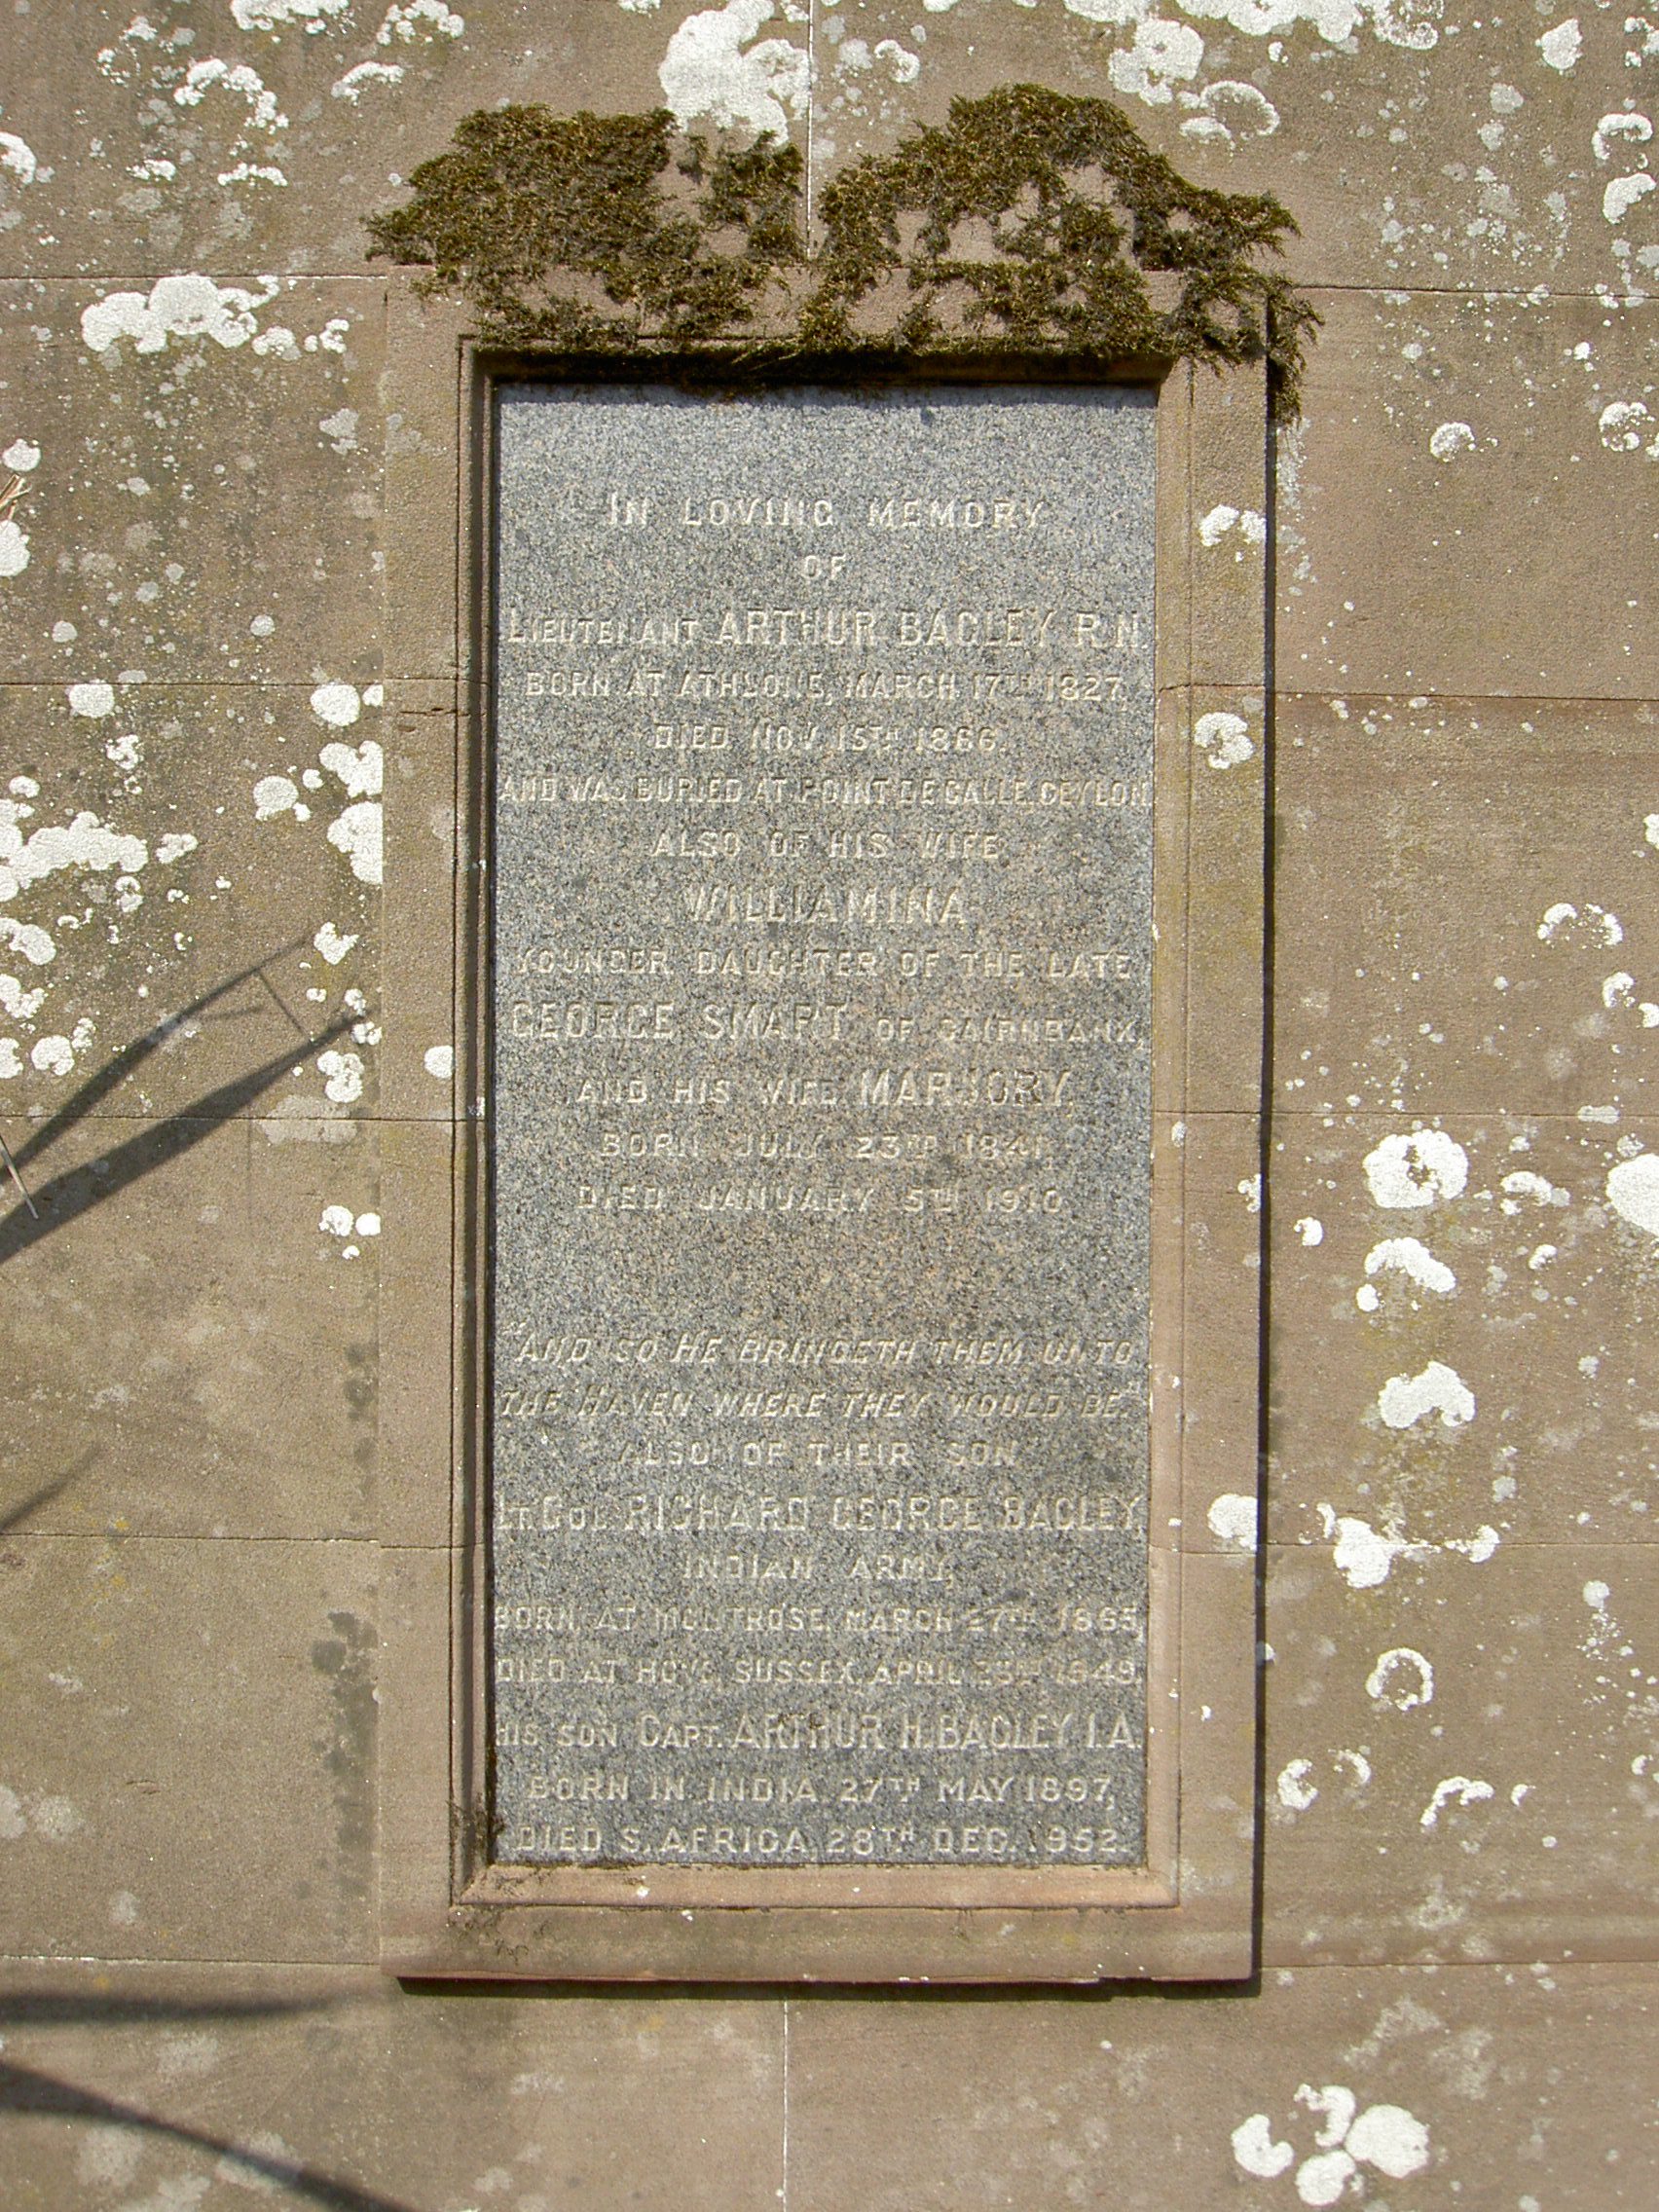 IN LOVING MEMORY
OF
LIEUTENANT ARTHUR BAGLEY R.N.
BORN AT ATHLONE, MARCH 17TH 1827,
DIED NOV. 15TH 1866,
AND WAS BURIED AT POINT DE GALLE, CEYLON
ALSO OF HIS WIFE
WILLIAMINA
YOUNGER DAUGHTER OF THE LATE
GEORGE SMART OF CAIRNBANK,
AND HIS WIFE MARJORY,
BORN JULY 23RD 1841,
DIED JANUARY 5TH 1910
"AND SO HE BRINGETH THEM UNTO
THE HAVEN WHERE THEY WOULD BE."
ALSO OF THEIR SON
LT. COL. RICHARD GEORGE BAGLEY,
INDIAN ARMY,
BORN AT MONTROSE, MARCH 27TH 1865,
DIED AT HOVE, SUSSEX, APRIL 1949
HIS SON CAPT. ARTHUR H. BAGLEY I.A.
BORN IN INDIA 27TH MAY 1897,
DIED S. AFRICA, 28TH DEC. 1952.